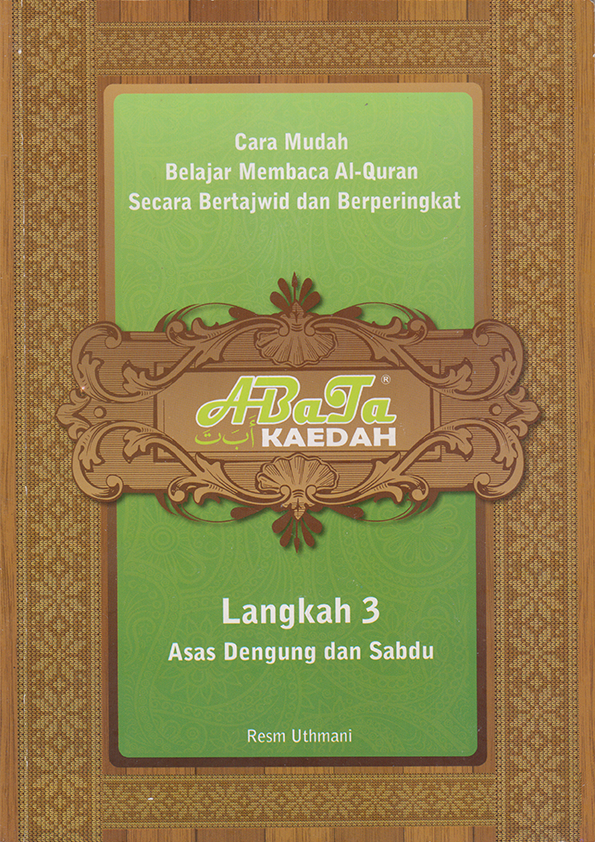 Cara Mudah
Belajar Membaca Al-Quran
Secara Bertajwid dan Berperingkat
ABaTa®
أَبَتَ KAEDAH
Langkah 3
Asas Dengung dan Sabdu
Resm Uthmani